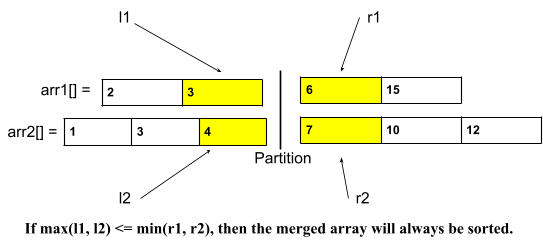 l1 r1
arr1[] = 2 3 6 15
arr2[] = 1 3 4 7 10 12
Partition
l2 r2
If max(l1, l2) <= min(r1, r2), then the merged array will always be sorted.